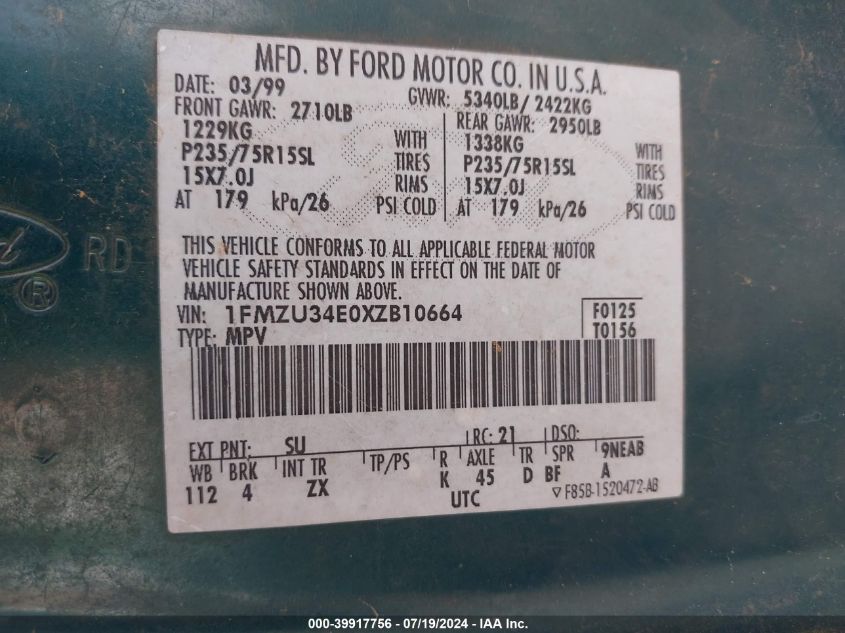 MFD. BY FORD MOTOR CO. IN U.S.A.
DATE: 03/99 GVWR: 5340LB/ 2422KG
FRONT GAWR: 2710LB REAR GAWR: 2950LB
1229KG WITH 1338KG WITH
P235/75R15SL TIRES P235/75R15SL TIRES
15X7.0J RIMS 15X7.0J RIMS
AT 179 kPa/26 PSI COLD AT 179 kPa/26 PSI COLD
THIS VEHICLE CONFORMS TO ALL APPLICABLE FEDERAL MOTOR
VEHICLE SAFETY STANDARDS IN EFFECT ON THE DATE OF
MANUFACTURE SHOWN ABOVE.
VIN: 1FMZU34E0XZB10664 F0125
TYPE: MPV T0156
EXT PNT: SU RC: 21 DSO:
WB BRK INT TR TP/PS R AXLE TR SPR 9NEAB
112 4 ZX K 45 D BF A
UTC ▽F85B-1520472-AB
RD
®
000-39917756 - 07/19/2024 - IAA Inc.